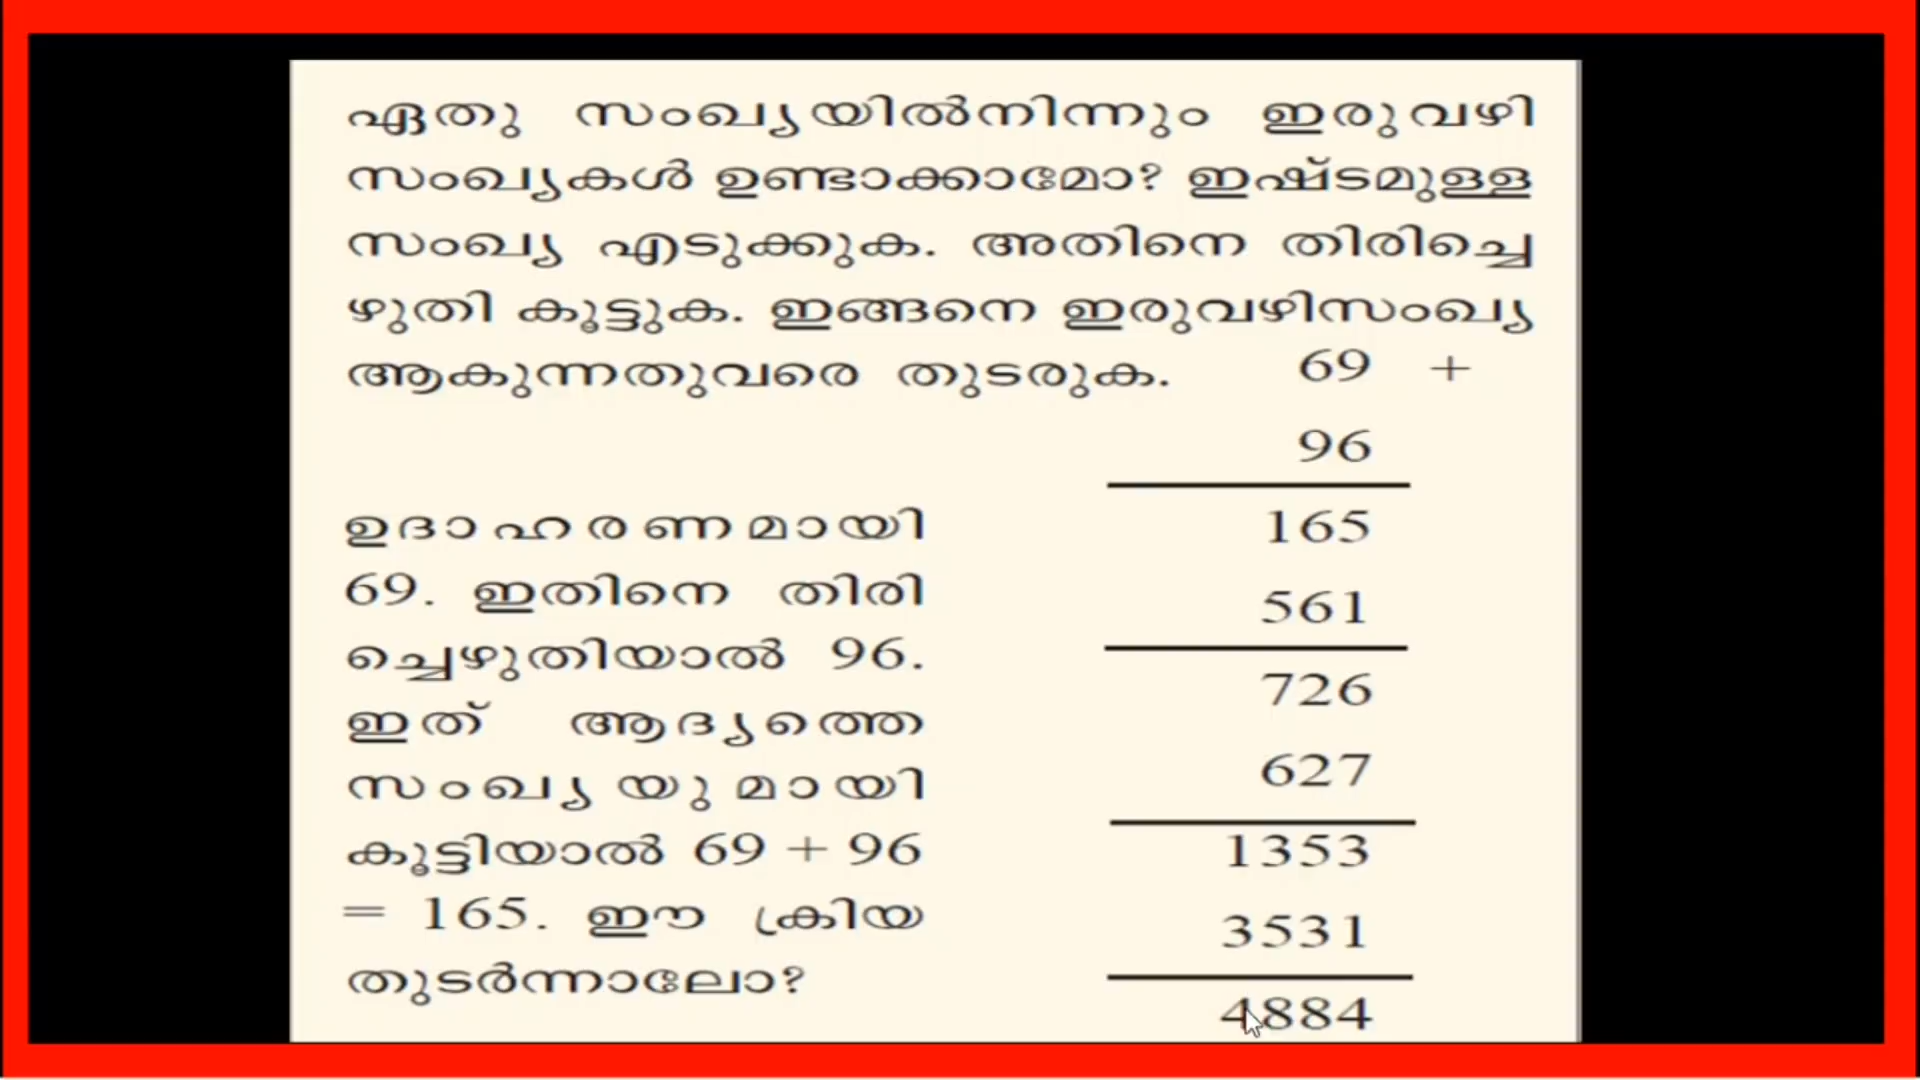 ഏതു സംഖ്യയിൽനിന്നും ഇരുവഴി
സംഖ്യകൾ ഉണ്ടാക്കാമോ? ഇഷ്ടമുള്ള
സംഖ്യ എടുക്കുക. അതിനെ തിരിച്ചെ
ഴുതി കൂട്ടുക. ഇങ്ങനെ ഇരുവഴിസംഖ്യ
ആകുന്നതുവരെ തുടരുക.
ഉദാഹരണമായി
69. ഇതിനെ തിരി
ച്ചെഴുതിയാൽ 96.
ഇത് ആദ്യത്തെ
സംഖ്യയുമായി
കൂട്ടിയാൽ 69 + 96
= 165. ഈ ക്രിയ
തുടർന്നാലോ?
69 +
96
165
561
726
627
1353
3531
4884